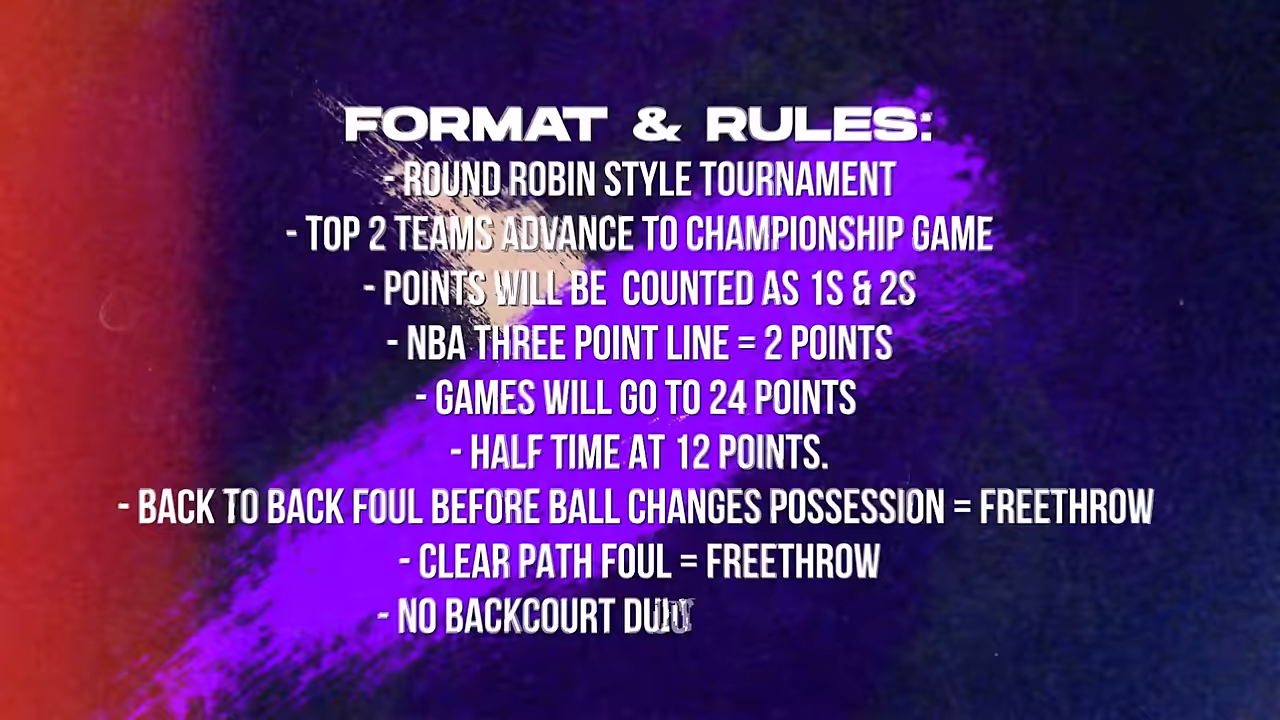 FORMAT & RULES:
- ROUND ROBIN STYLE TOURNAMENT
- TOP 2 TEAMS ADVANCE TO CHAMPIONSHIP GAME
- POINTS WILL BE COUNTED AS 1S & 2S
- NBA THREE POINT LINE = 2 POINTS
- GAMES WILL GO TO 24 POINTS
- HALF TIME AT 12 POINTS.
- BACK TO BACK FOUL BEFORE BALL CHANGES POSSESSION = FREETHROW
- CLEAR PATH FOUL = FREETHROW
- NO BACKCOURT